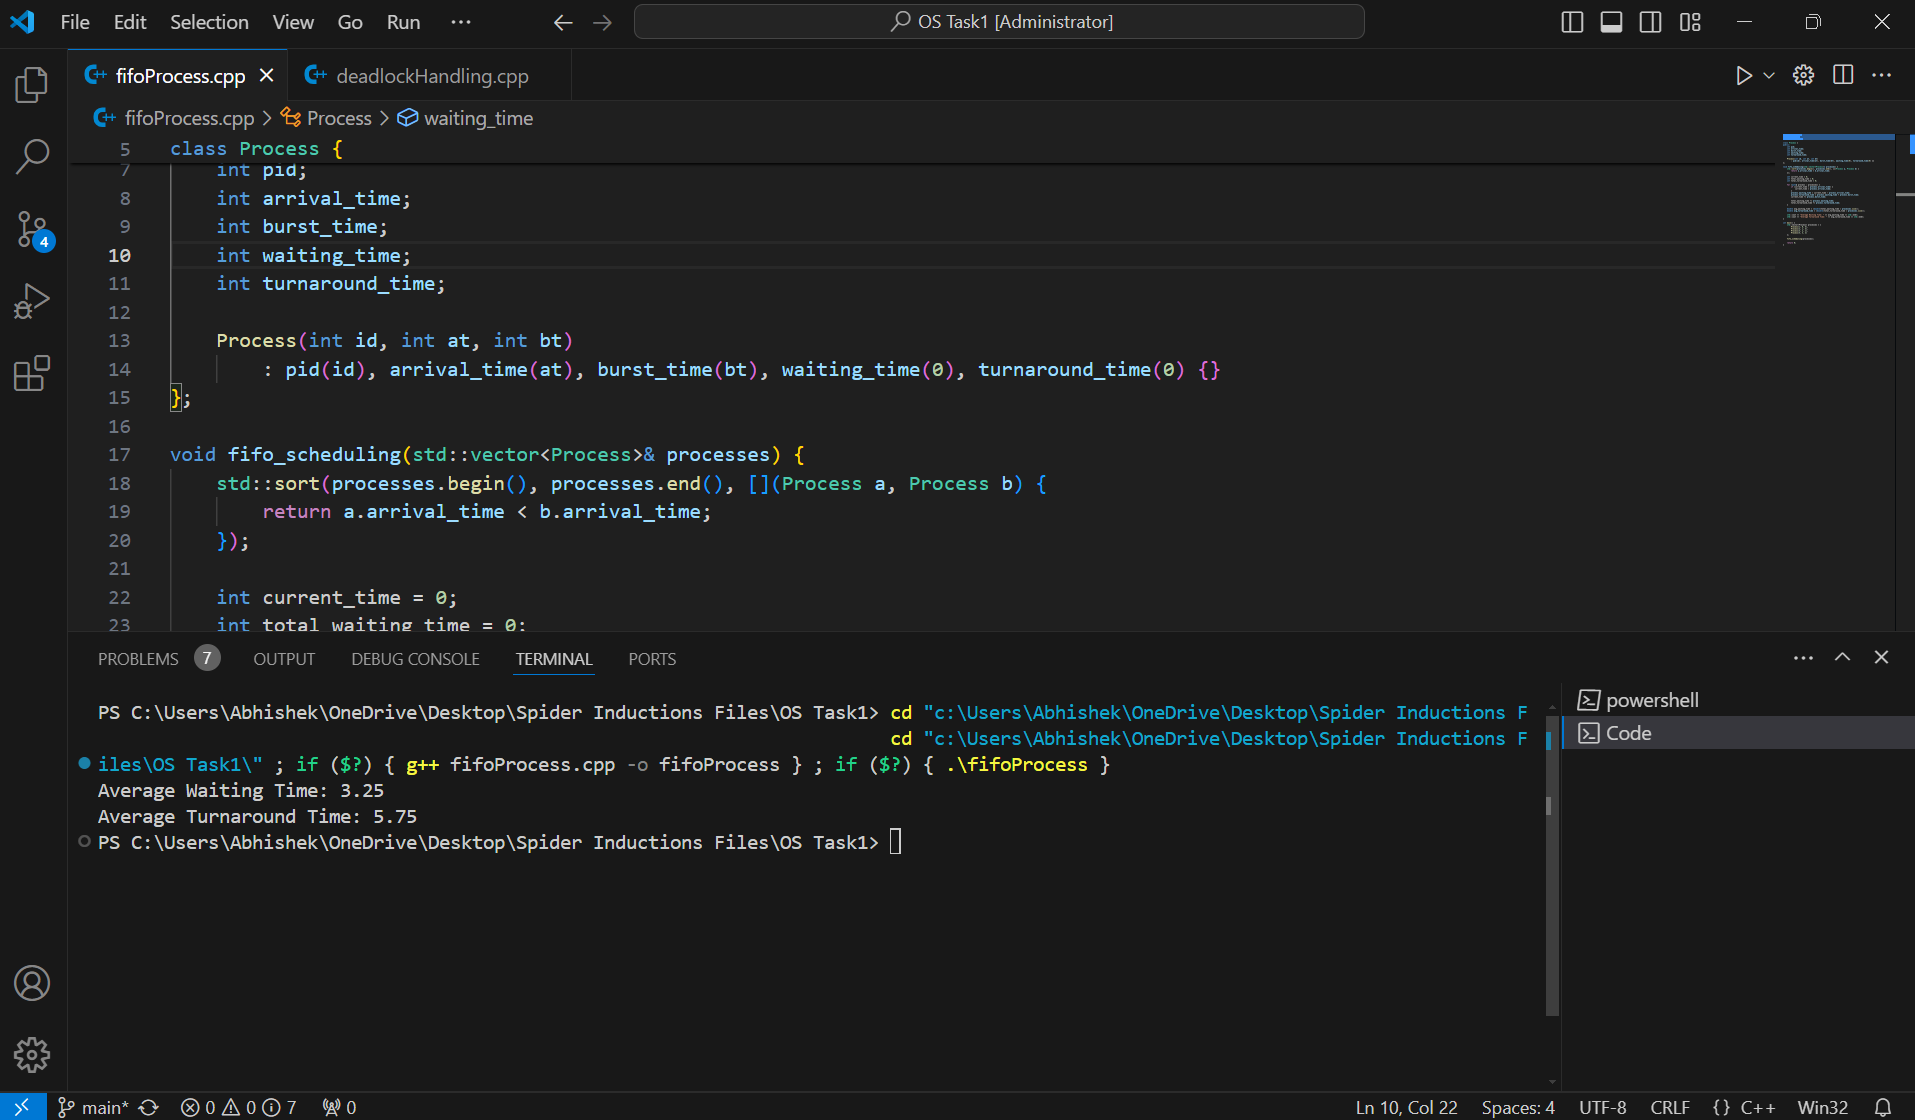 File Edit Selection View Go Run ··· OS Task1 [Administrator]
fifoProcess.cpp deadlockHandling.cpp
fifoProcess.cpp > Process > waiting_time
5 class Process {
7 int pid;
8 int arrival_time;
9 int burst_time;
10 int waiting_time;
11 int turnaround_time;
12
13 Process(int id, int at, int bt)
14 : pid(id), arrival_time(at), burst_time(bt), waiting_time(0), turnaround_time(0) {}
15 };
16
17 void fifo_scheduling(std::vector<Process>& processes) {
18 std::sort(processes.begin(), processes.end(), [](Process a, Process b) {
19 return a.arrival_time < b.arrival_time;
20 });
21
22 int current_time = 0;
23 int total_waiting_time = 0;
4
PROBLEMS 7 OUTPUT DEBUG CONSOLE TERMINAL PORTS
PS C:\Users\Abhishek\OneDrive\Desktop\Spider Inductions Files\OS Task1> cd "c:\Users\Abhishek\OneDrive\Desktop\Spider Inductions F
cd "c:\Users\Abhishek\OneDrive\Desktop\Spider Inductions F
iles\OS Task1\" ; if ($?) { g++ fifoProcess.cpp -o fifoProcess } ; if ($?) { .\fifoProcess }
Average Waiting Time: 3.25
Average Turnaround Time: 5.75
PS C:\Users\Abhishek\OneDrive\Desktop\Spider Inductions Files\OS Task1>
powershell
Code
main* 0 0 7 0 Ln 10, Col 22 Spaces: 4 UTF-8 CRLF {} C++ Win32